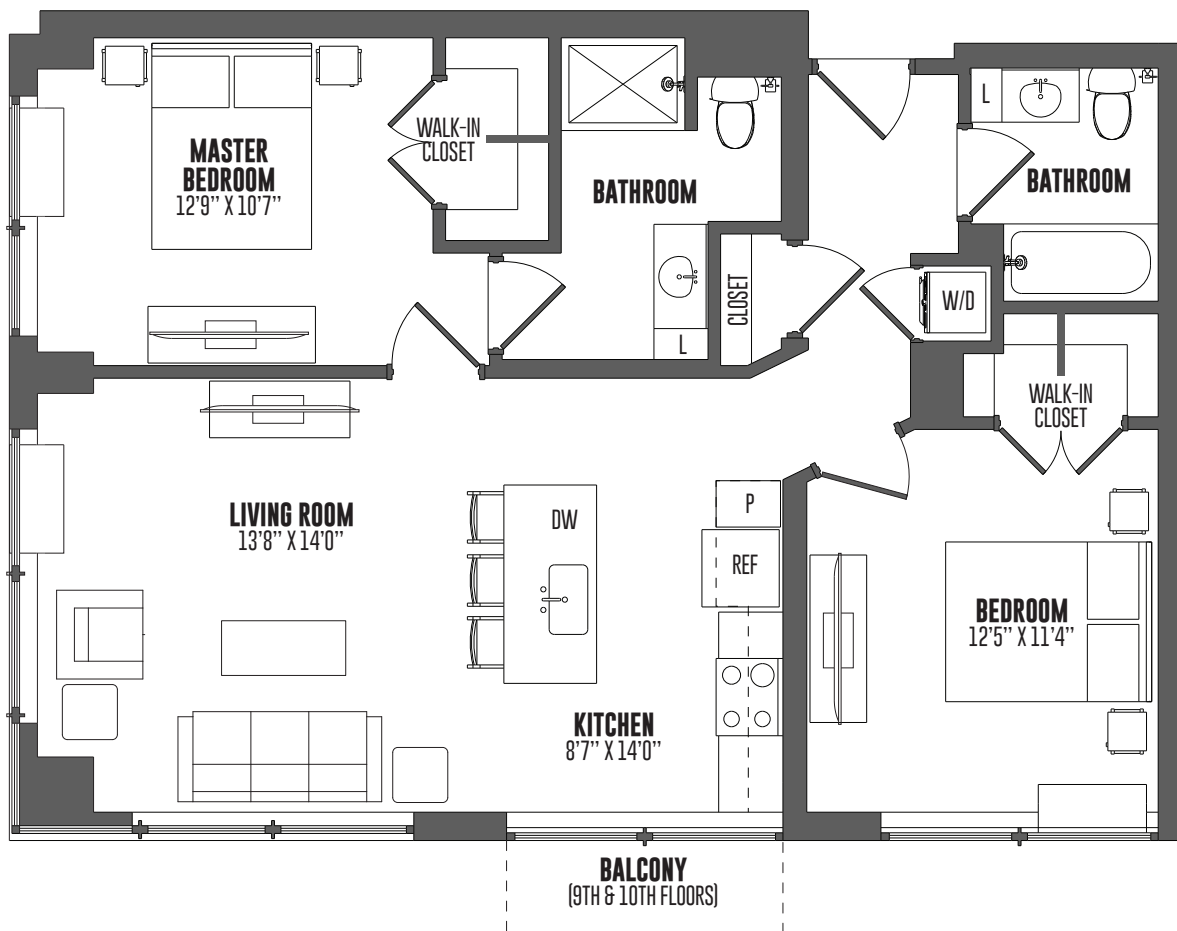 MASTER
BEDROOM
12'9" X 10'7"
WALK-IN
CLOSET
BATHROOM
L
CLOSET
L
BATHROOM
W/D
WALK-IN
CLOSET
LIVING ROOM
13'8" X 14'0"
DW
P
REF
KITCHEN
8'7" X 14'0"
BEDROOM
12'5" X 11'4"
BALCONY
(9TH & 10TH FLOORS)